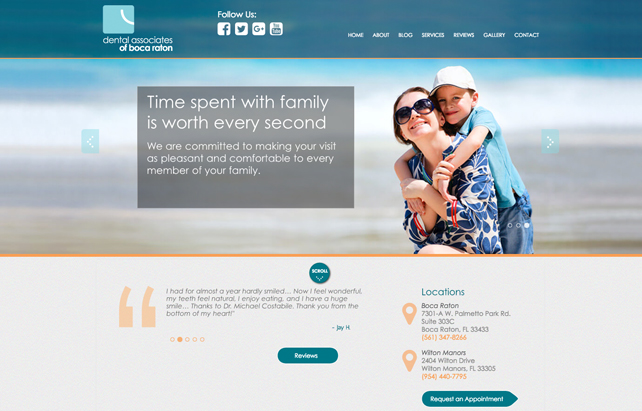 dental associates
of boca raton
Follow Us:
You
Tube
HOME ABOUT BLOG SERVICES REVIEWS GALLERY CONTACT
Time spent with family
is worth every second
We are committed to making your visit
as pleasant and comfortable to every
member of your family.
SCROLL
I had for almost a year hardly smiled... Now I feel wonderful,
my teeth feel natural, I enjoy eating, and I have a huge
smile... Thanks to Dr. Michael Costabile. Thank you from the
bottom of my heart!"
- Jay H.
Reviews
Locations
Boca Raton
7301-A W. Palmetto Park Rd.
Suite 303C
Boca Raton, FL 33433
(561) 347-8266
Wilton Manors
2404 Wilton Drive
Wilton Manors, FL 33305
(954) 440-7795
Request an Appointment